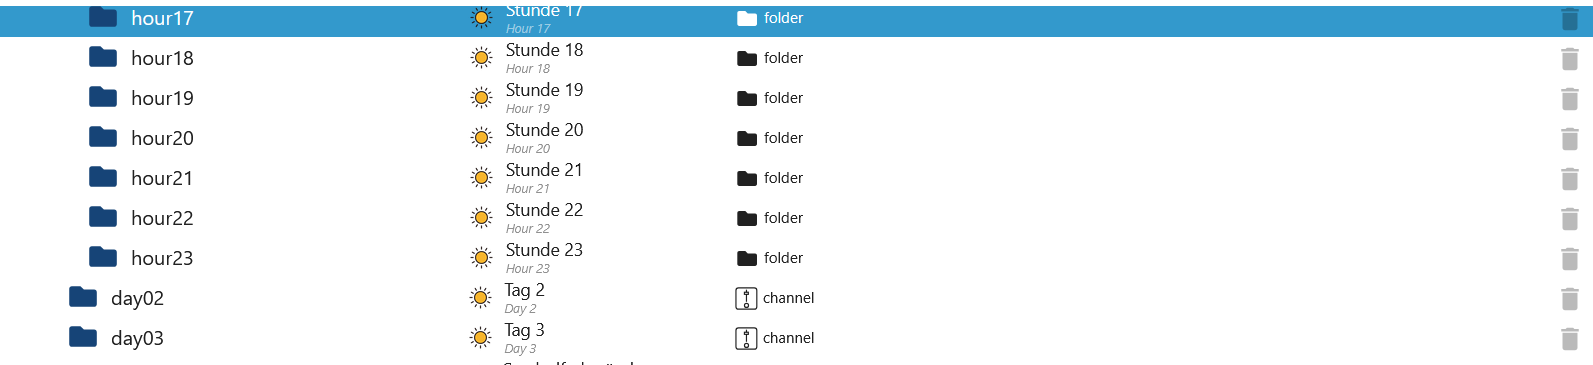 hour17 Stunde 17 folder
Hour 17
hour18 Stunde 18 folder
Hour 18
hour19 Stunde 19 folder
Hour 19
hour20 Stunde 20 folder
Hour 20
hour21 Stunde 21 folder
Hour 21
hour22 Stunde 22 folder
Hour 22
hour23 Stunde 23 folder
Hour 23
day02 Tag 2 channel
Day 2
day03 Tag 3 channel
Day 3